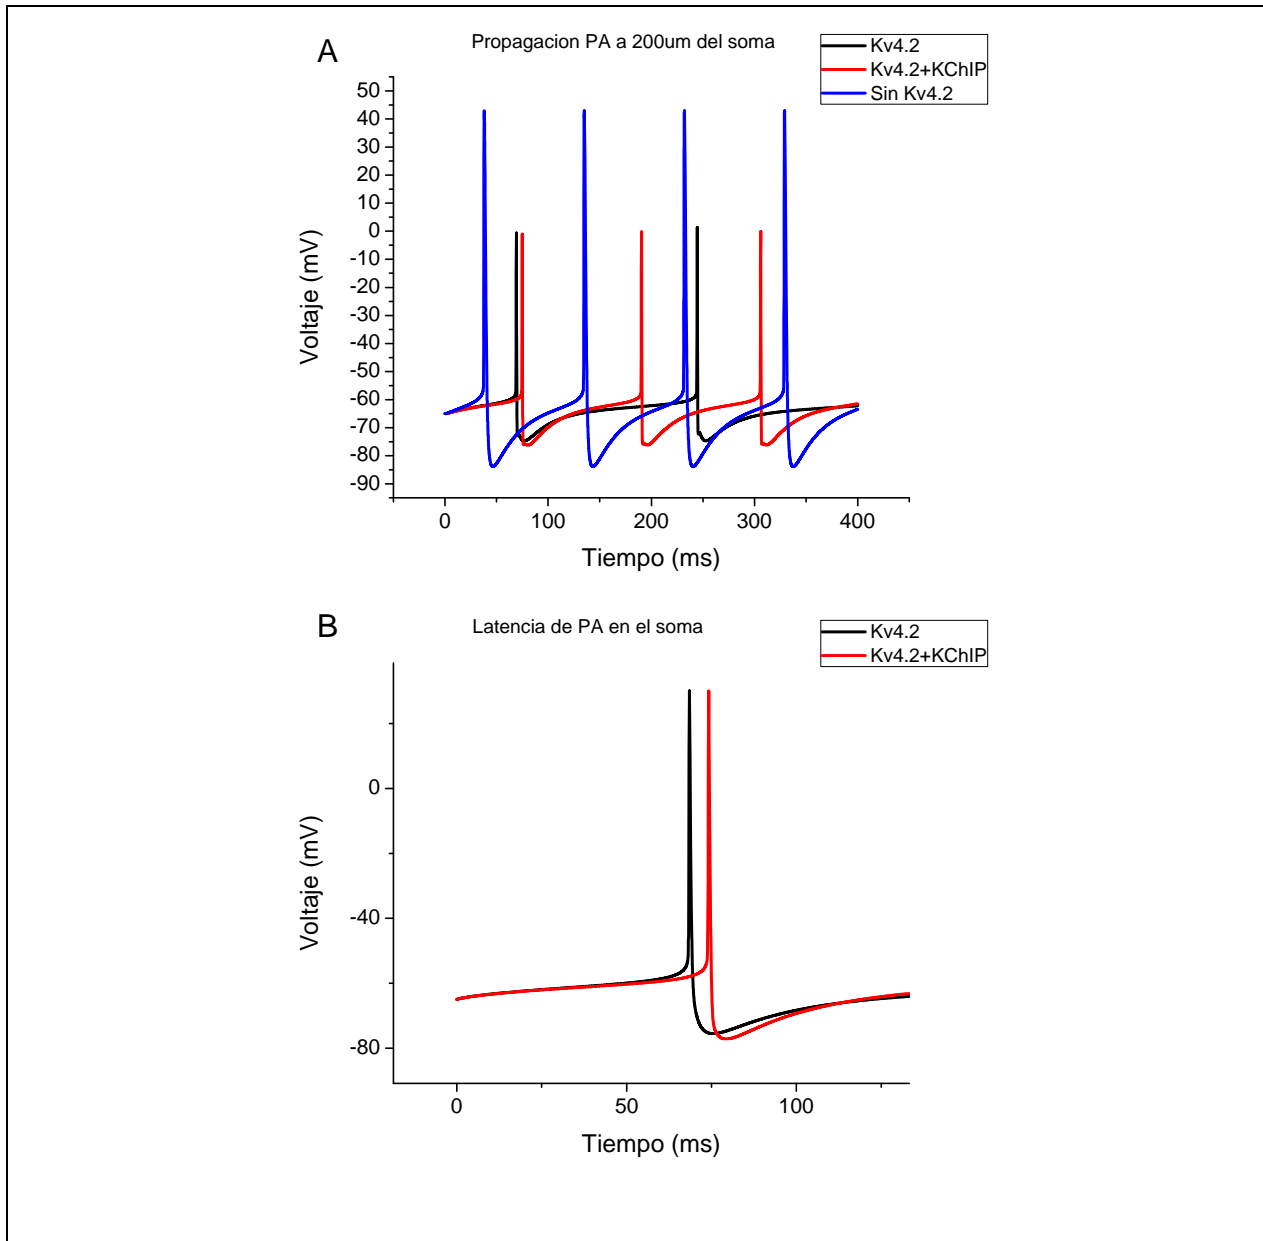 A
Propagacion PA a 200um del soma
Kv4.2
Kv4.2+KChIP
Sin Kv4.2
50
40
30
20
10
0
-10
-20
-30
-40
-50
-60
-70
-80
-90
Voltaje (mV)
0 100 200 300 400
Tiempo (ms)
B
Latencia de PA en el soma
Kv4.2
Kv4.2+KChIP
0
-40
-80
Voltaje (mV)
0 50 100
Tiempo (ms)